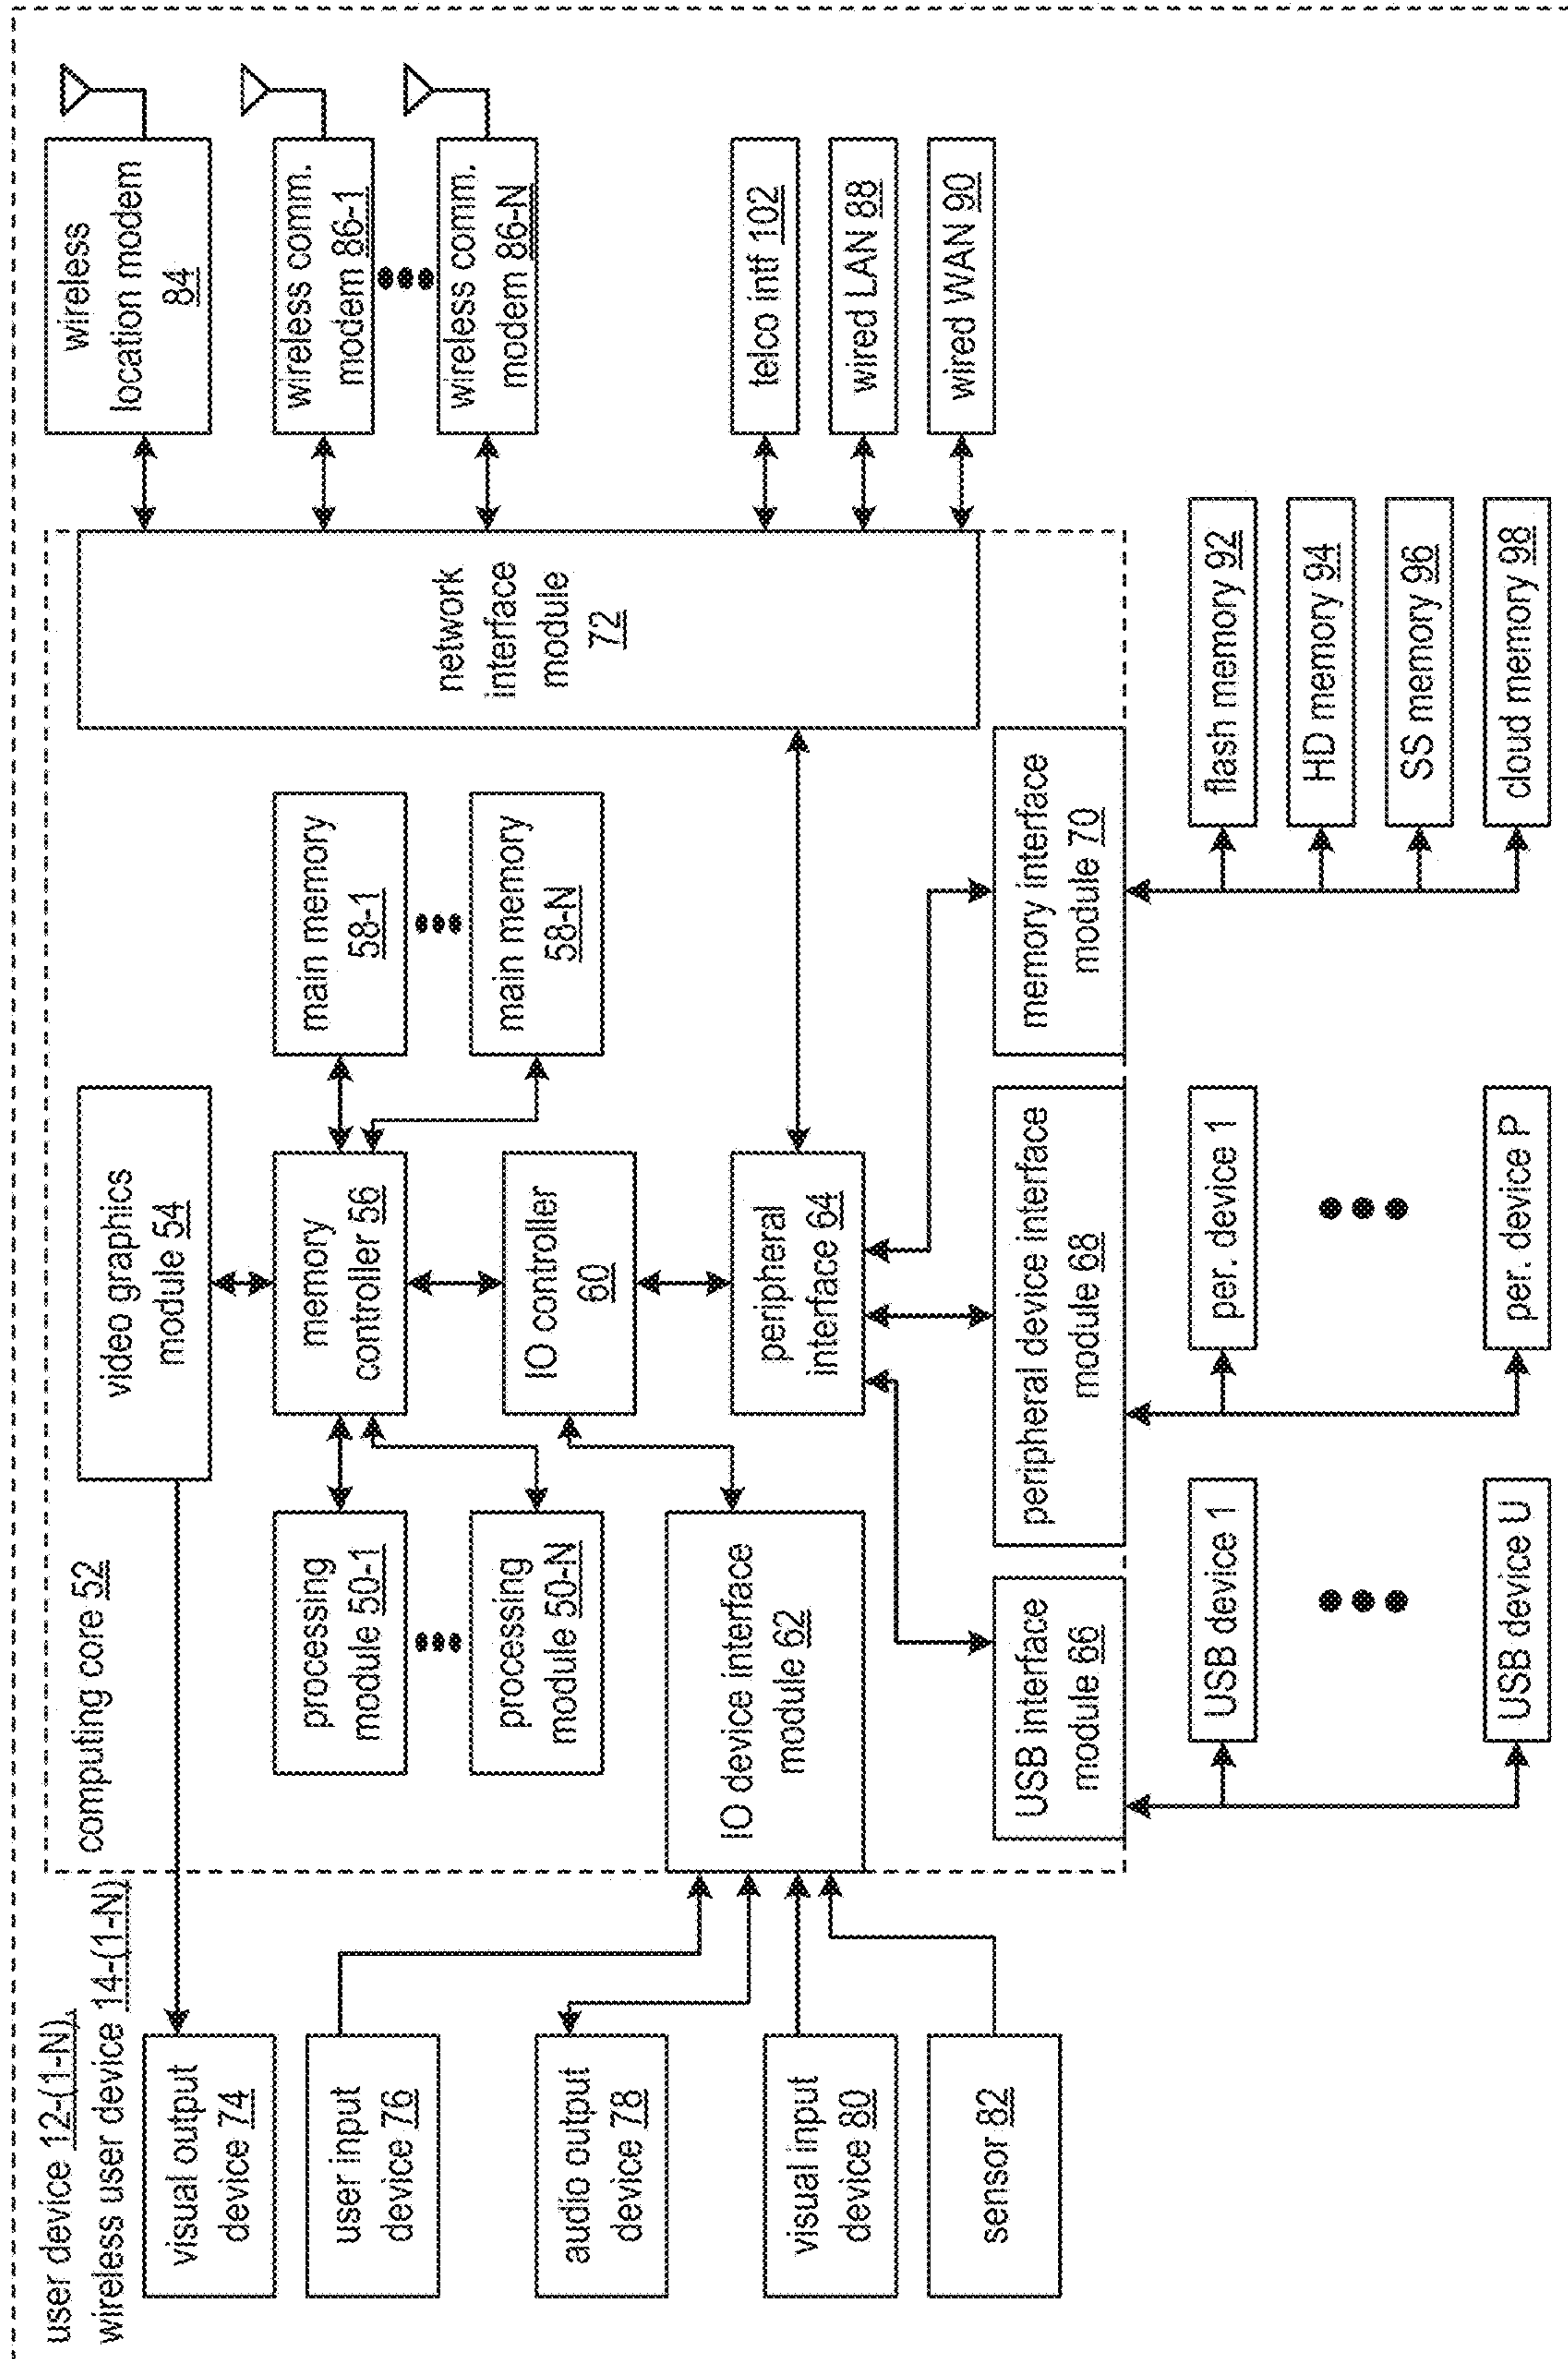 user device 12-(1-N),
wireless user device 14-(1-N)
computing core 52
visual output
device 74
user input
device 76
audio output
device 78
visual input
device 80
sensor 82
video graphics
module 54
processing
module 50-1
processing
module 50-N
memory
controller 56
main memory
58-1
main memory
58-N
IO controller
60
IO device interface
module 62
peripheral
interface 64
USB interface
module 66
peripheral device interface
module 68
memory interface
module 70
network
interface
module
72
wireless
location modem
84
wireless comm.
modem 86-1
wireless comm.
modem 86-N
telco intf 102
wired LAN 88
wired WAN 90
USB device 1
USB device U
per. device 1
per. device P
flash memory 92
HD memory 94
SS memory 96
cloud memory 98